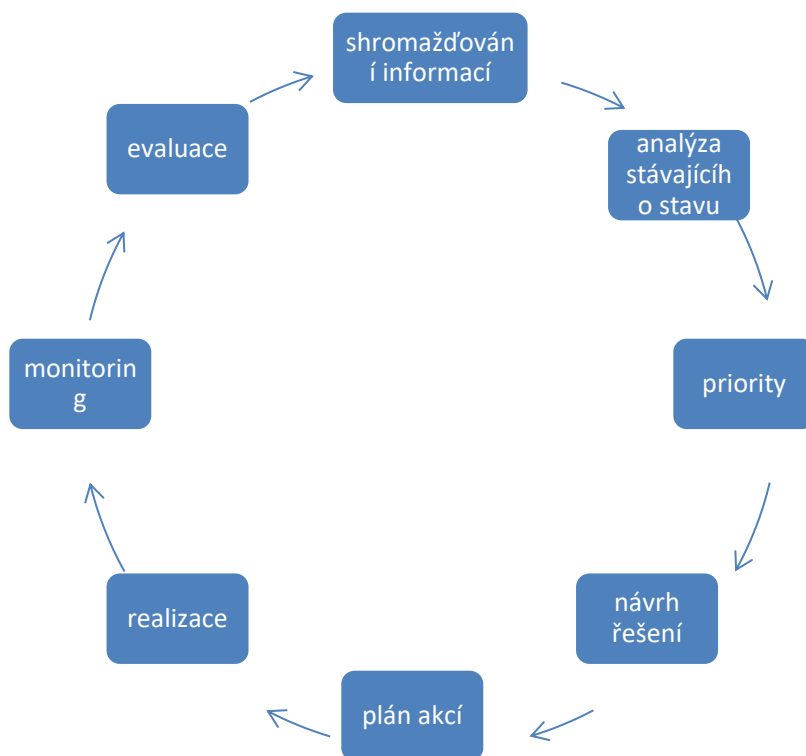 shromažďován
í informací
analýza
stávajícíh
o stavu
priority
návrh
řešení
plán akcí
realizace
monitorin
g
evaluace